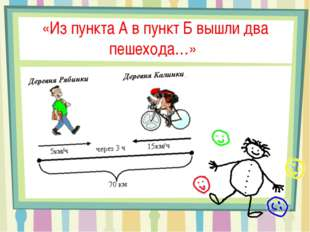 «Из пункта А в пункт Б вышли два
пешехода…»
Деревня Рябинки
Деревня Калинки
5км/ч
через 3 ч
15км/ч
70 км